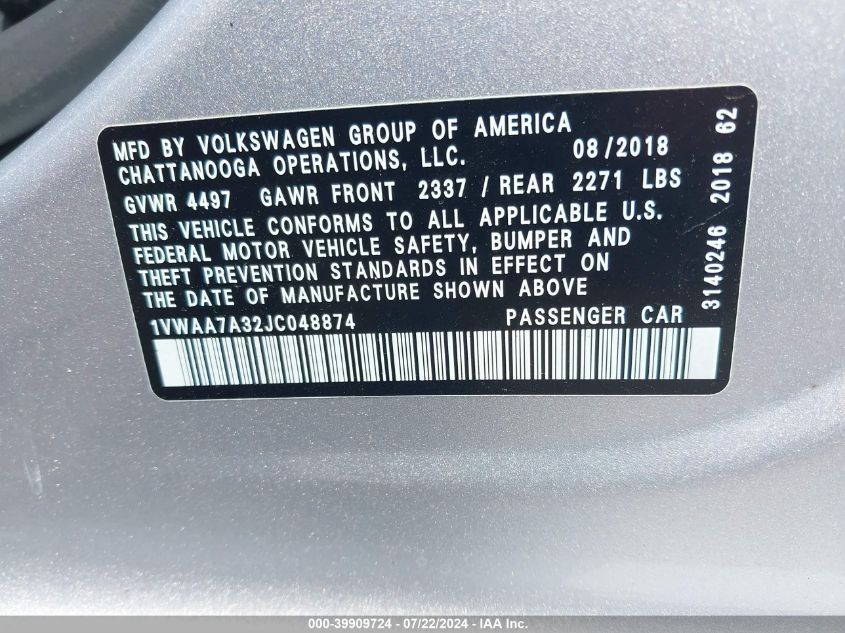 MFD BY VOLKSWAGEN GROUP OF AMERICA
CHATTANOOGA OPERATIONS, LLC. 08/2018
GVWR 4497 GAWR FRONT 2337 / REAR 2271 LBS
THIS VEHICLE CONFORMS TO ALL APPLICABLE U.S.
FEDERAL MOTOR VEHICLE SAFETY, BUMPER AND
THEFT PREVENTION STANDARDS IN EFFECT ON
THE DATE OF MANUFACTURE SHOWN ABOVE
1VWAA7A32JC048874 PASSENGER CAR
3140246 2018 62
000-39909724 - 07/22/2024 - IAA Inc.